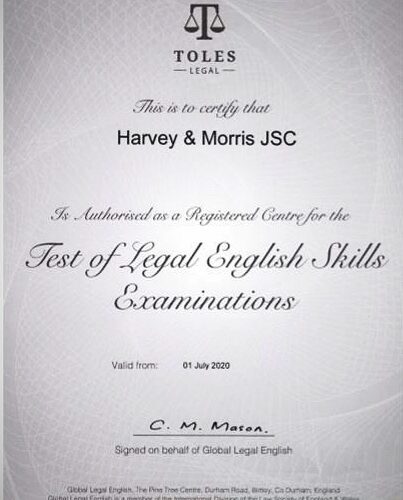 TOLES
LEGAL
This is to certify that
Harvey & Morris JSC
Is Authorised as a Registered Centre for the
Test of Legal English Skills
Examinations
Valid from: 01 July 2020
C. M. Mason.
Signed on behalf of Global Legal English
Global Legal English, The Pine Tree Centre, Durham Road, Birtley, Co Durham, England
Global Legal English is a member of the International Division of the Law Society of England & Wales